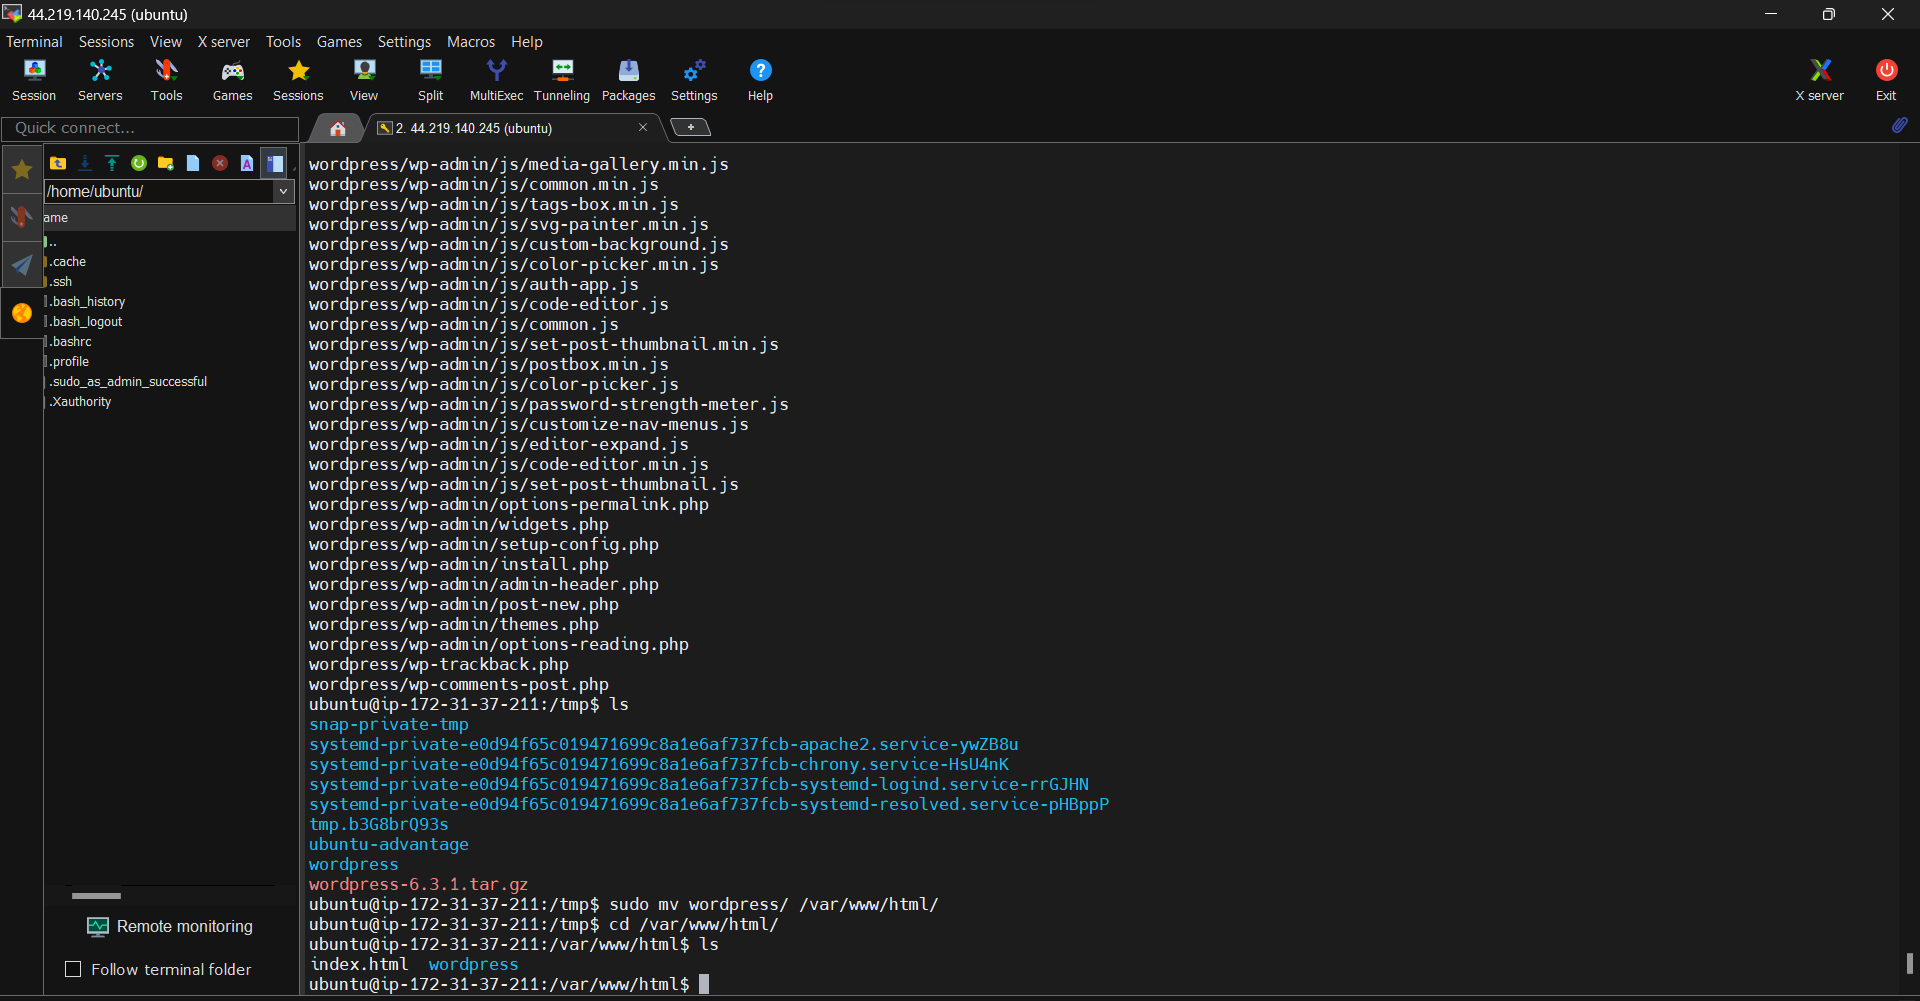 44.219.140.245 (ubuntu)
Terminal Sessions View X server Tools Games Settings Macros Help
Session Servers Tools Games Sessions View Split MultiExec Tunneling Packages Settings Help X server Exit
Quick connect...
2. 44.219.140.245 (ubuntu)
/home/ubuntu/
ame
..
.cache
.ssh
.bash_history
.bash_logout
.bashrc
.profile
.sudo_as_admin_successful
.Xauthority
Remote monitoring
Follow terminal folder
wordpress/wp-admin/js/media-gallery.min.js
wordpress/wp-admin/js/common.min.js
wordpress/wp-admin/js/tags-box.min.js
wordpress/wp-admin/js/svg-painter.min.js
wordpress/wp-admin/js/custom-background.js
wordpress/wp-admin/js/color-picker.min.js
wordpress/wp-admin/js/auth-app.js
wordpress/wp-admin/js/code-editor.js
wordpress/wp-admin/js/common.js
wordpress/wp-admin/js/set-post-thumbnail.min.js
wordpress/wp-admin/js/postbox.min.js
wordpress/wp-admin/js/color-picker.js
wordpress/wp-admin/js/password-strength-meter.js
wordpress/wp-admin/js/customize-nav-menus.js
wordpress/wp-admin/js/editor-expand.js
wordpress/wp-admin/js/code-editor.min.js
wordpress/wp-admin/js/set-post-thumbnail.js
wordpress/wp-admin/options-permalink.php
wordpress/wp-admin/widgets.php
wordpress/wp-admin/setup-config.php
wordpress/wp-admin/install.php
wordpress/wp-admin/admin-header.php
wordpress/wp-admin/post-new.php
wordpress/wp-admin/themes.php
wordpress/wp-admin/options-reading.php
wordpress/wp-trackback.php
wordpress/wp-comments-post.php
ubuntu@ip-172-31-37-211:/tmp$ ls
snap-private-tmp
systemd-private-e0d94f65c019471699c8a1e6af737fcb-apache2.service-ywZB8u
systemd-private-e0d94f65c019471699c8a1e6af737fcb-chrony.service-HsU4nK
systemd-private-e0d94f65c019471699c8a1e6af737fcb-systemd-logind.service-rrGJHN
systemd-private-e0d94f65c019471699c8a1e6af737fcb-systemd-resolved.service-pHBppP
tmp.b3G8brQ93s
ubuntu-advantage
wordpress
wordpress-6.3.1.tar.gz
ubuntu@ip-172-31-37-211:/tmp$ sudo mv wordpress/ /var/www/html/
ubuntu@ip-172-31-37-211:/tmp$ cd /var/www/html/
ubuntu@ip-172-31-37-211:/var/www/html$ ls
index.html  wordpress
ubuntu@ip-172-31-37-211:/var/www/html$